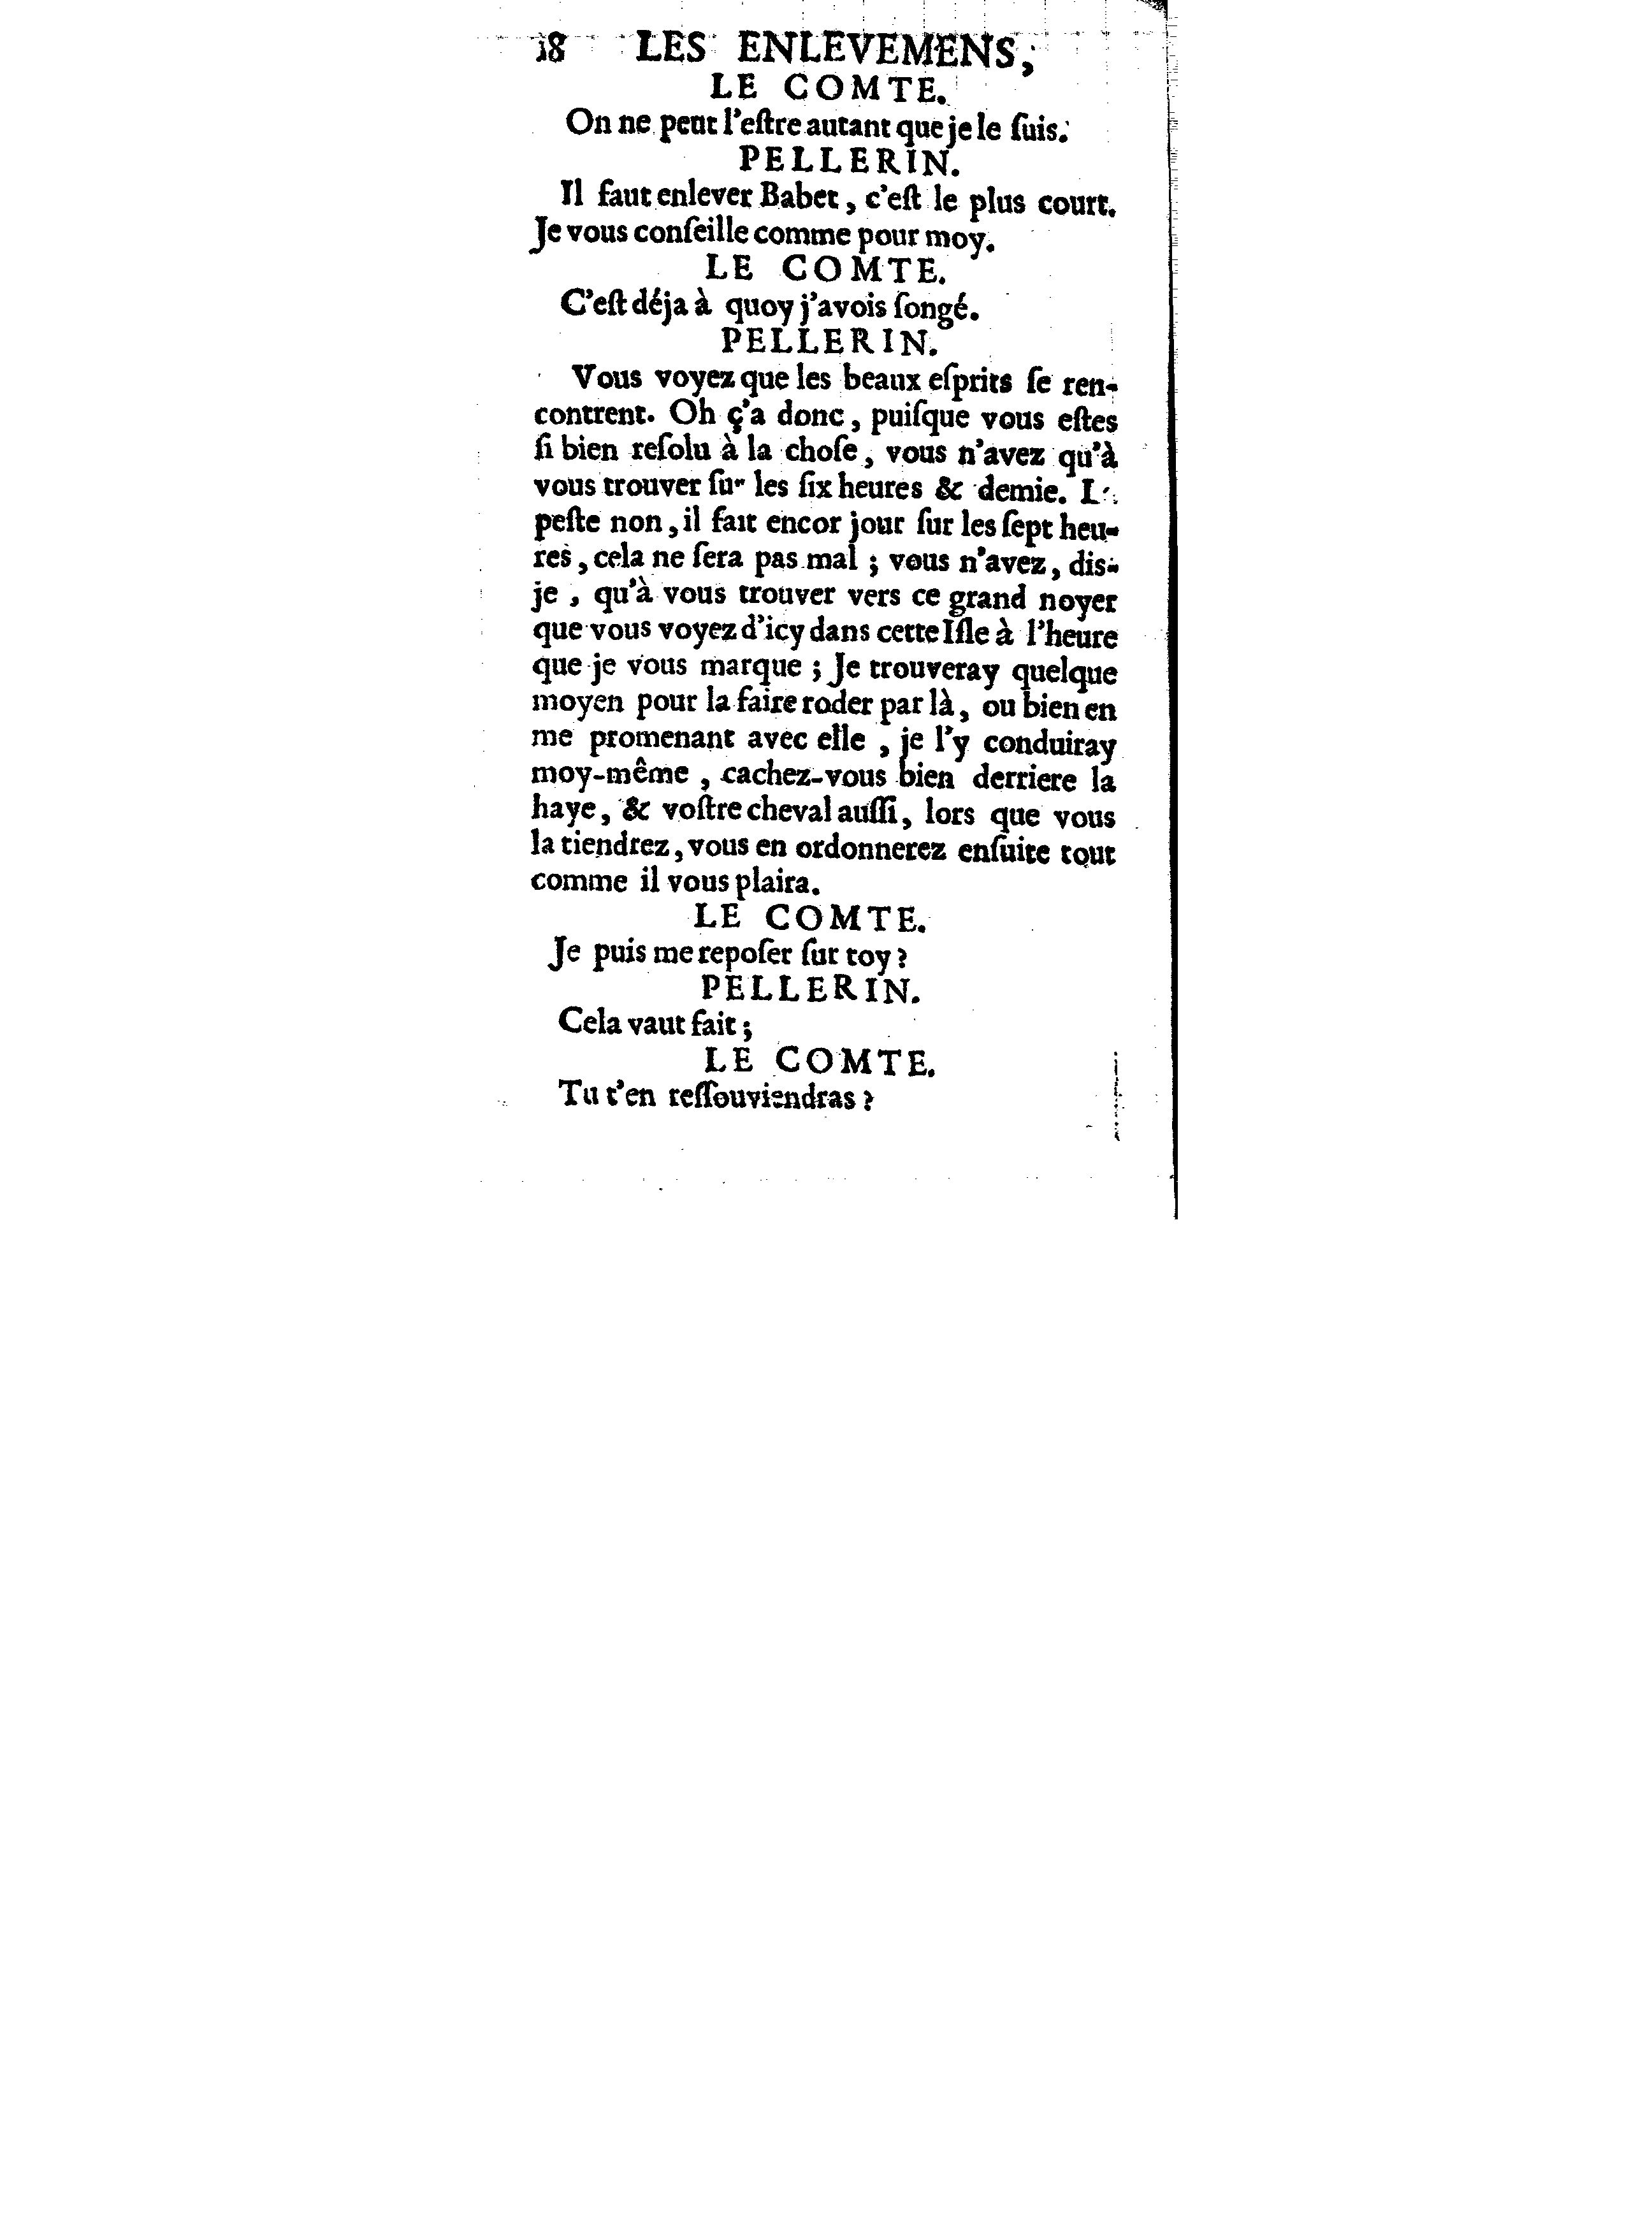 18 LES ENLEVEMENS,
LE COMTE.
On ne peut l'eſtre autant que je le ſuis.
PELLERIN.
Il faut enlever Babet, c'eſt le plus court.
Je vous conſeille comme pour moy.
LE COMTE.
C'eſt déja à quoy j'avois ſongé.
PELLERIN.
Vous voyez que les beaux eſprits ſe ren-
contrent. Oh ç'a donc, puiſque vous eſtes
ſi bien reſolu à la choſe, vous n'avez qu'à
vous trouver ſur les ſix heures & demie.
peſte non, il fait encor jour ſur les ſept heu-
res, cela ne ſera pas mal ; vous n'avez, dis-
je, qu'à vous trouver vers ce grand noyer
que vous voyez d'icy dans cette Iſle à l'heure
que je vous marque ; Je trouveray quelque
moyen pour la faire roder par là, ou bien en
me promenant avec elle, je l'y conduiray
moy-même, cachez-vous bien derriere la
haye, & voſtre cheval auſſi, lors que vous
la tiendrez, vous en ordonnerez enſuite tout
comme il vous plaira.
LE COMTE.
Je puis me repoſer ſur toy ?
PELLERIN.
Cela vaut fait ;
LE COMTE.
Tu t'en reſſouviendras ?